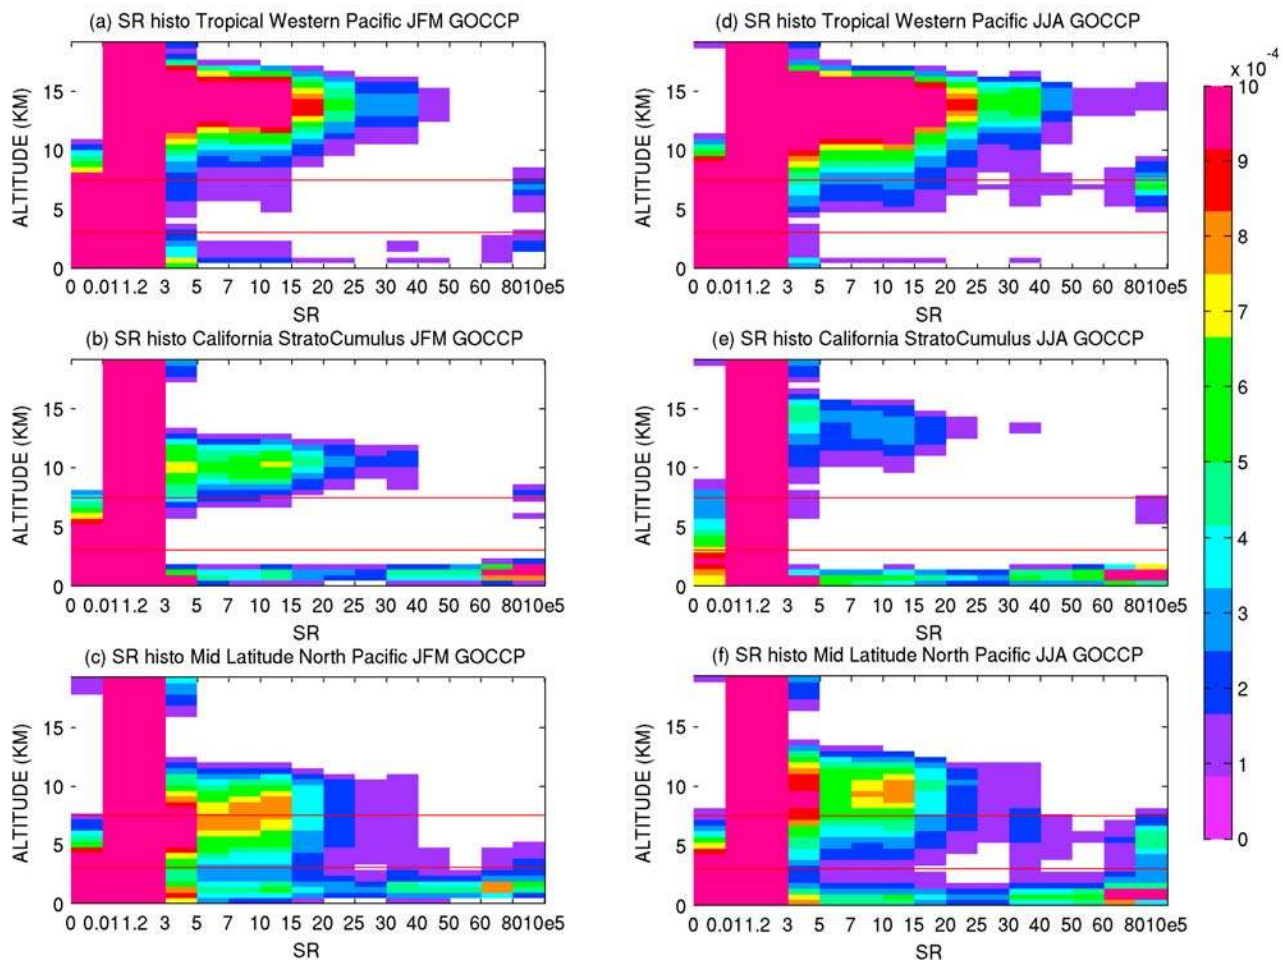 (a) SR histo Tropical Western Pacific JFM GOCCP
ALTITUDE (KM)
15
10
5
0
0 0.011.2 3 5 7 10 15 20 25 30 40 50 60 8010e5
SR
(d) SR histo Tropical Western Pacific JJA GOCCP
ALTITUDE (KM)
15
10
5
0
0 0.011.2 3 5 7 10 15 20 25 30 40 50 60 8010e5
SR
(b) SR histo California StratoCumulus JFM GOCCP
ALTITUDE (KM)
15
10
5
0
0 0.011.2 3 5 7 10 15 20 25 30 40 50 60 8010e5
SR
(e) SR histo California StratoCumulus JJA GOCCP
ALTITUDE (KM)
15
10
5
0
0 0.011.2 3 5 7 10 15 20 25 30 40 50 60 8010e5
SR
(c) SR histo Mid Latitude North Pacific JFM GOCCP
ALTITUDE (KM)
15
10
5
0
0 0.011.2 3 5 7 10 15 20 25 30 40 50 60 8010e5
SR
(f) SR histo Mid Latitude North Pacific JJA GOCCP
ALTITUDE (KM)
15
10
5
0
0 0.011.2 3 5 7 10 15 20 25 30 40 50 60 8010e5
SR
x 10⁻⁴
10
9
8
7
6
5
4
3
2
1
0